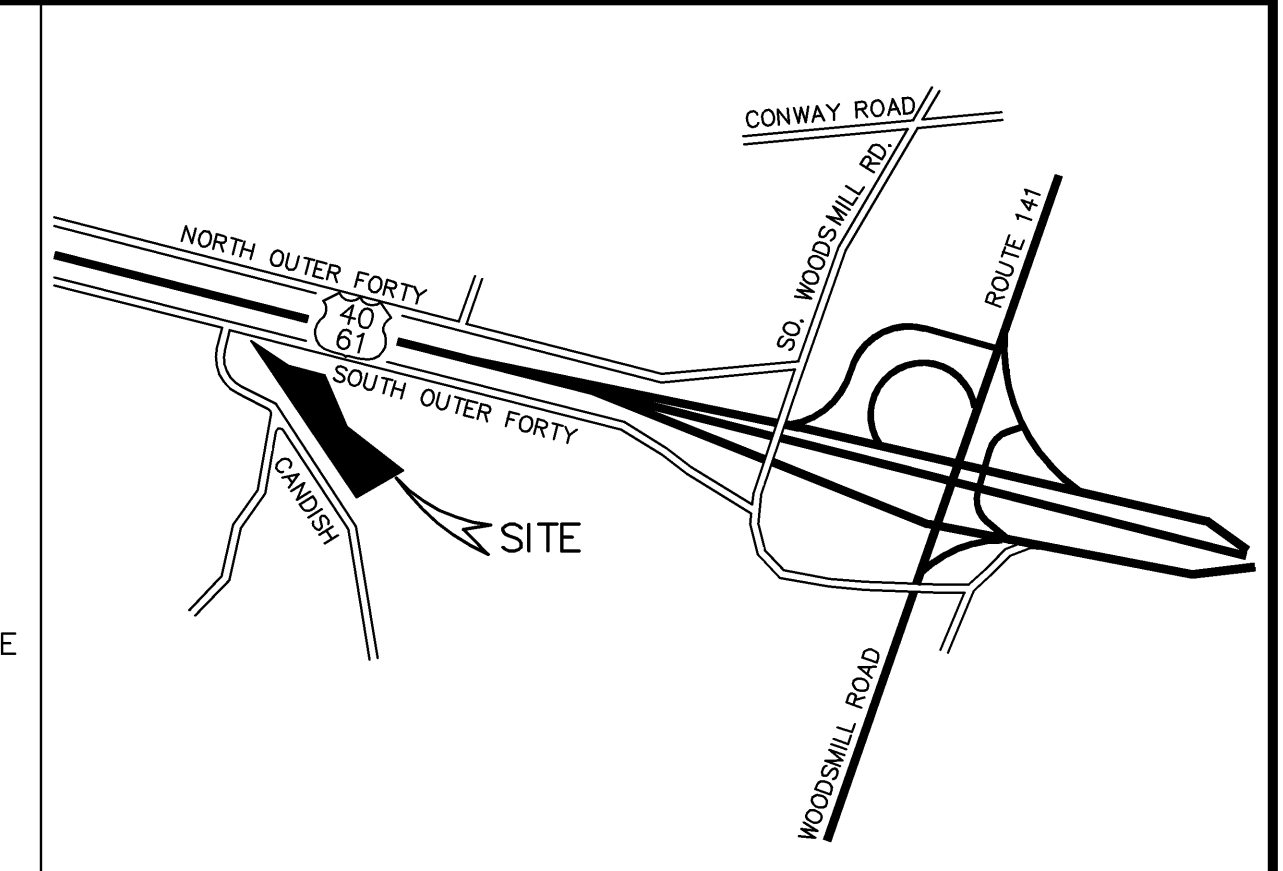 CONWAY ROAD
SO. WOODSMILL RD.
ROUTE 141
NORTH OUTER FORTY
40
61
SOUTH OUTER FORTY
CANDISH
SITE
E
WOODSMILL ROAD